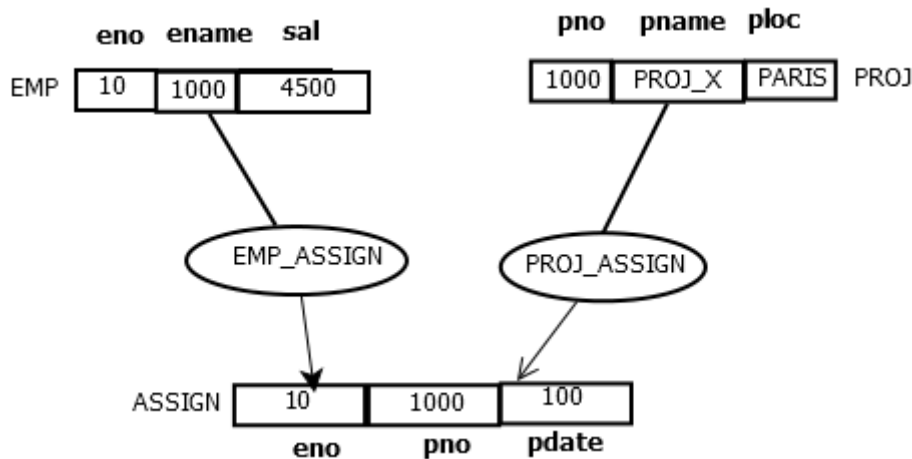 eno ename sal
pno pname ploc
EMP 10 1000 4500
1000 PROJ_X PARIS PROJ
EMP_ASSIGN
PROJ_ASSIGN
ASSIGN 10 1000 100
eno pno pdate